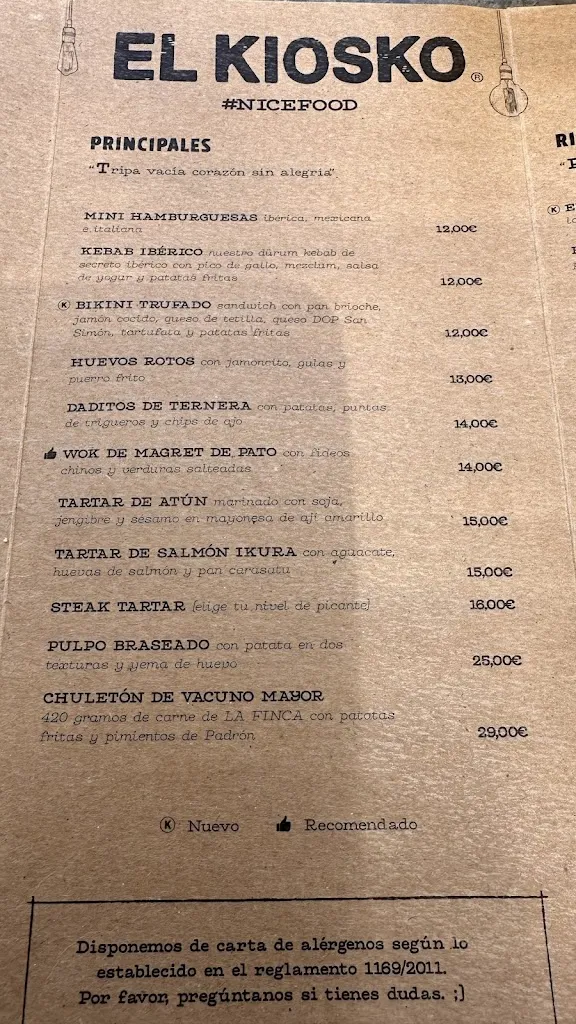 EL KIOSKO®
#NICEFOOD
PRINCIPALES
"Tripa vacía corazón sin alegria"
MINI HAMBURGUESAS ibérica, mexicana
e italiana 12,00€
KEBAB IBÉRICO nuestro dürum kebab de
secreto ibérico con pico de gallo, mezclum, salsa
de yogur y patatas fritas 12,00€
Ⓚ BIKINI TRUFADO sandwich con pan brioche,
jamón cocido, queso de tetilla, queso DOP San
Simón, tartufata y patatas fritas 12,00€
HUEVOS ROTOS con jamoncito, gulas y
puerro frito 13,00€
DADITOS DE TERNERA con patatas, puntas
de trigueros y chips de ajo 14,00€
WOK DE MAGRET DE PATO con fideos
chinos y verduras salteadas 14,00€
TARTAR DE ATÚN marinado con soja,
jengibre y sesamo en mayonesa de ají amarillo 15,00€
TARTAR DE SALMÓN IKURA con aguacate,
huevas de salmón y pan carasatu 15,00€
STEAK TARTAR (elige tu nivel de picante) 16,00€
PULPO BRASEADO con patata en dos
texturas y yema de huevo 25,00€
CHULETÓN DE VACUNO MAYOR
420 gramos de carne de LA FINCA con patatas
fritas y pimientos de Padrón 29,00€
Ⓚ Nuevo Recomendado
Disponemos de carta de alérgenos según lo
establecido en el reglamento 1169/2011.
Por favor, pregúntanos si tienes dudas. ;)
RI
Ⓚ